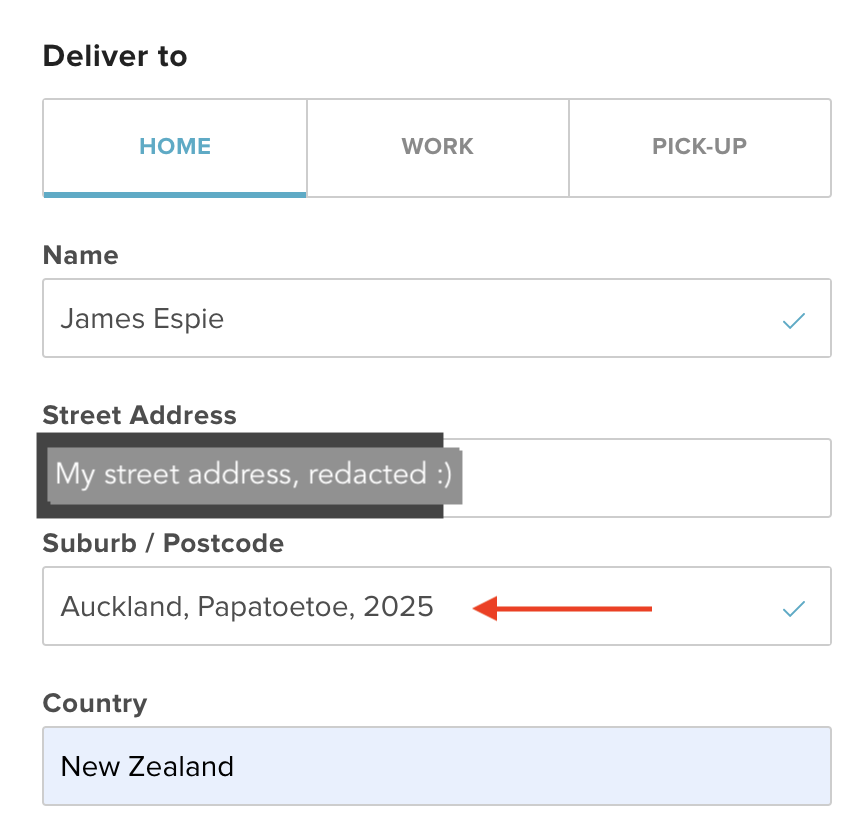 Deliver to
HOME WORK PICK-UP
Name
James Espie
Street Address
My street address, redacted :)
Suburb / Postcode
Auckland, Papatoetoe, 2025
Country
New Zealand